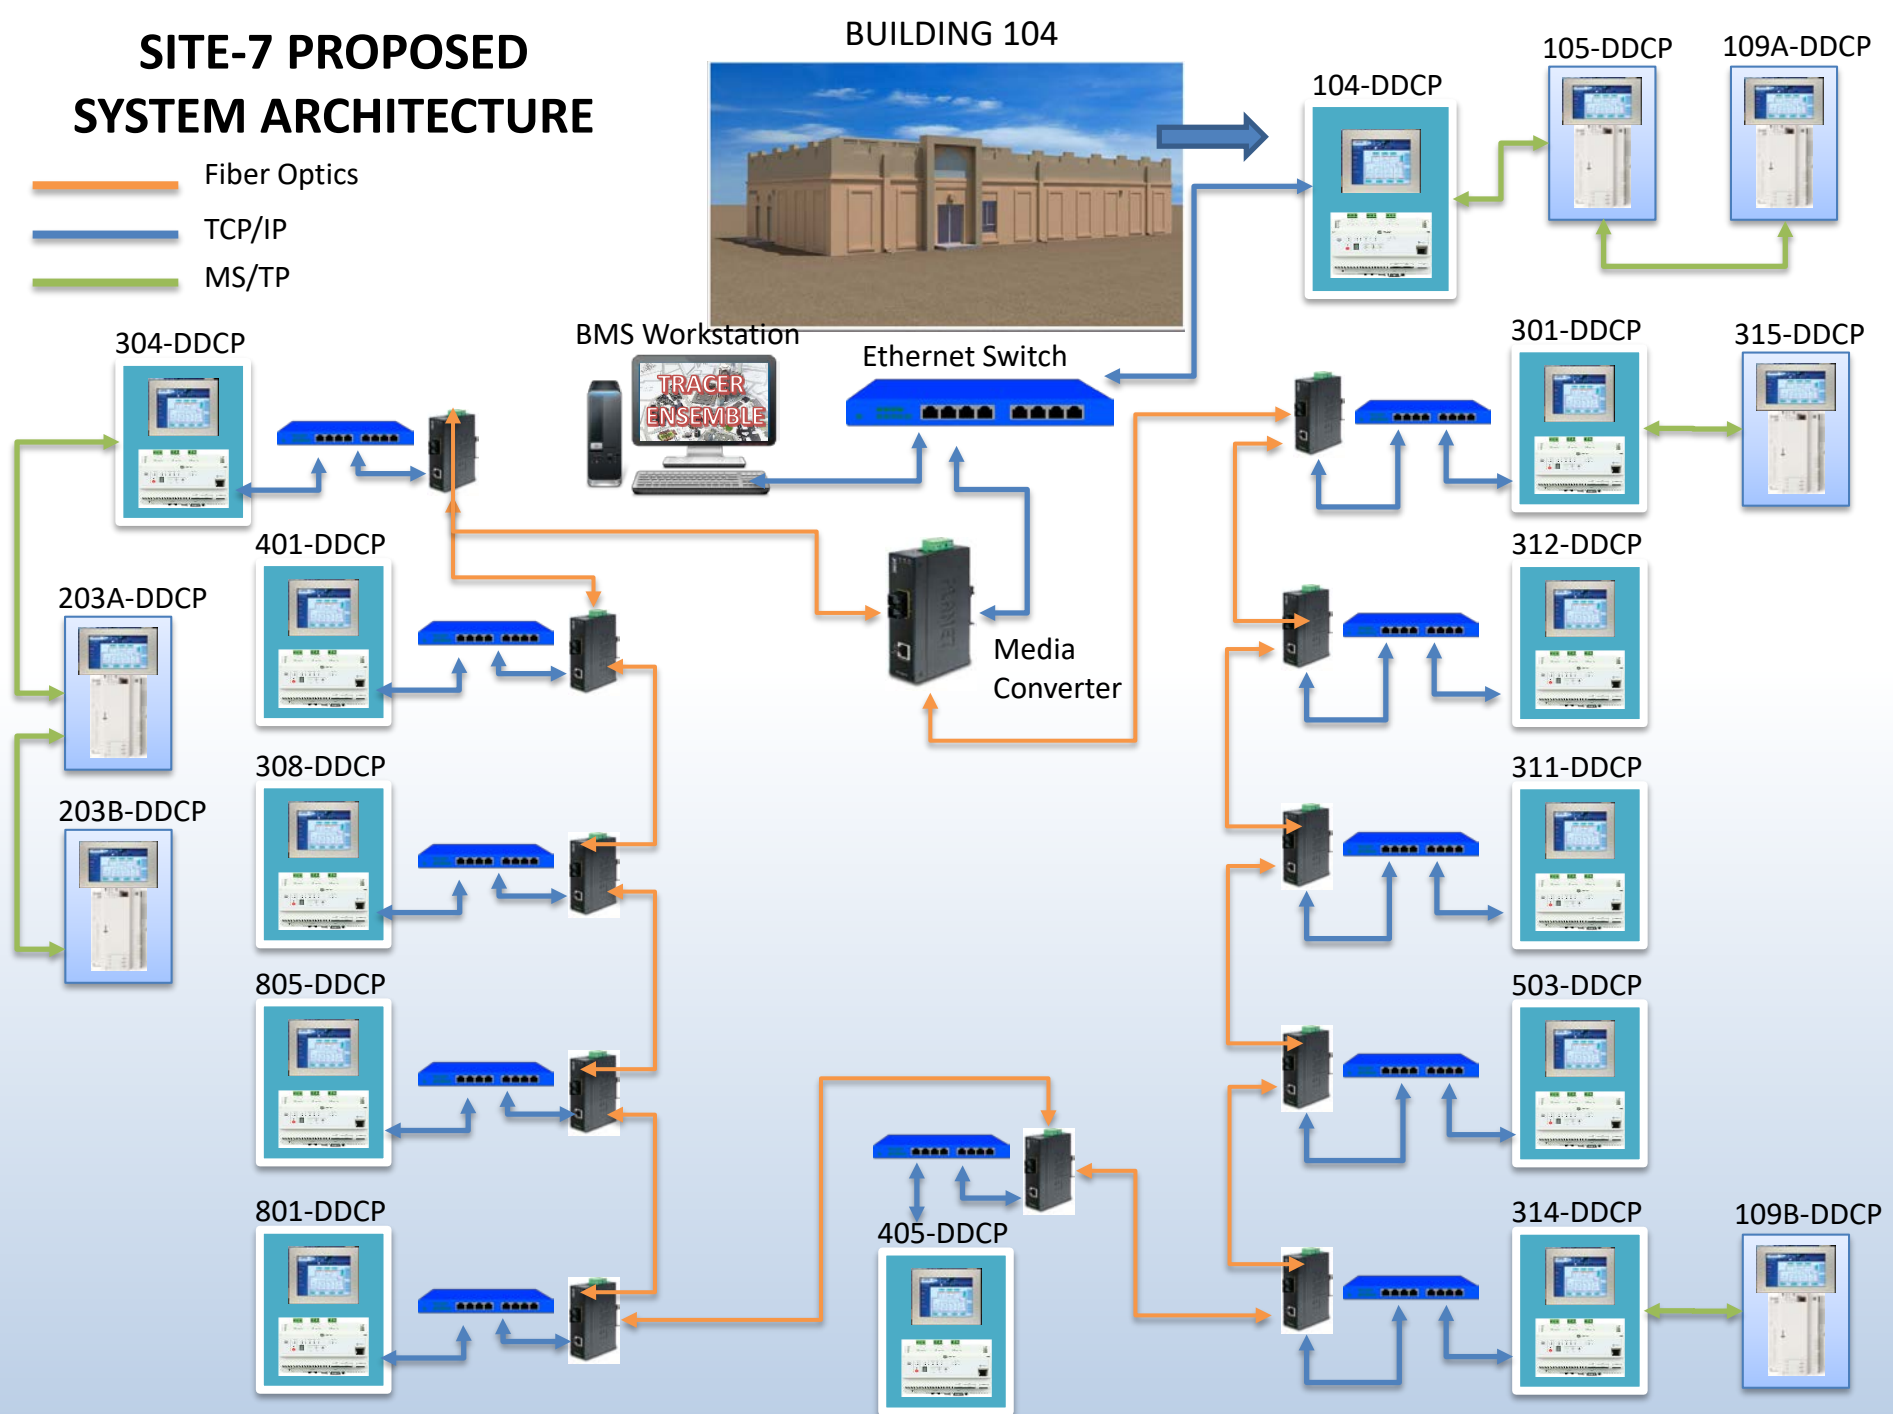 SITE-7 PROPOSED
SYSTEM ARCHITECTURE
Fiber Optics
TCP/IP
MS/TP
BUILDING 104
104-DDCP
105-DDCP
109A-DDCP
304-DDCP
BMS Workstation
TRACER
ENSEMBLE
Ethernet Switch
301-DDCP
315-DDCP
401-DDCP
312-DDCP
203A-DDCP
PLANET
Media
Converter
308-DDCP
311-DDCP
203B-DDCP
805-DDCP
503-DDCP
801-DDCP
405-DDCP
314-DDCP
109B-DDCP